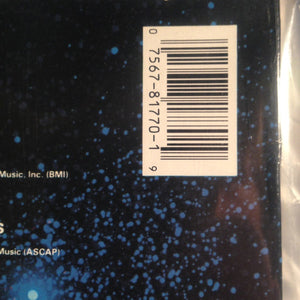 0 7567-81770-1 9
Music, Inc. (BMI)
S
Music (ASCAP)